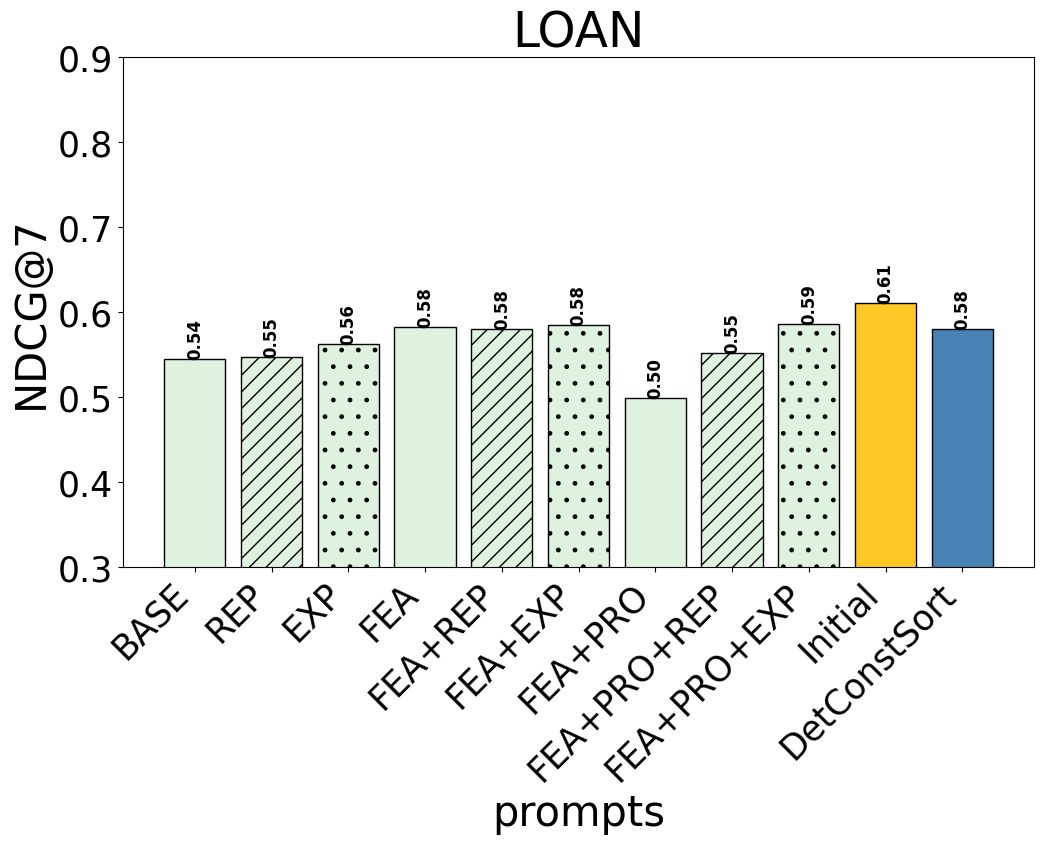 LOAN
NDCG@7
0.9
0.8
0.7
0.6
0.5
0.4
0.3
0.54
0.55
0.56
0.58
0.58
0.58
0.50
0.55
0.59
0.61
0.58
BASE
REP
EXP
FEA
FEA+REP
FEA+EXP
FEA+PRO
FEA+PRO+REP
FEA+PRO+EXP
Initial
DetConstSort
prompts